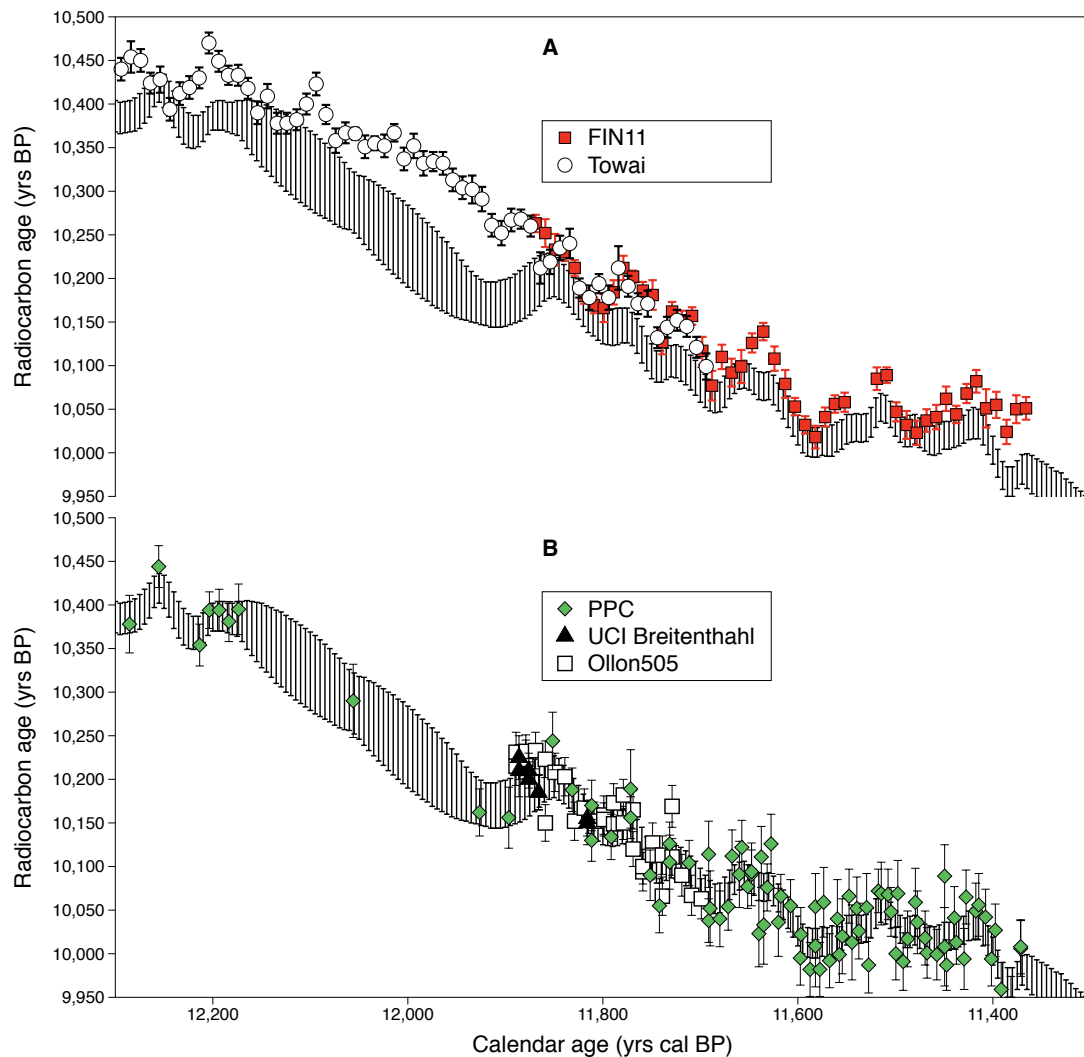 10,500
10,450
10,400
10,350
10,300
10,250
10,200
10,150
10,100
10,050
10,000
9,950
Radiocarbon age (yrs BP)
A
FIN11
Towai
10,500
10,450
10,400
10,350
10,300
10,250
10,200
10,150
10,100
10,050
10,000
9,950
Radiocarbon age (yrs BP)
B
PPC
UCI Breitenthahl
Ollon505
12,200
12,000
11,800
11,600
11,400
Calendar age (yrs cal BP)